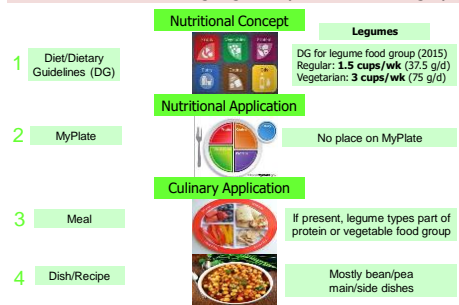 Nutritional Concept
Legumes
1
Diet/Dietary
Guidelines (DG)
DG for legume food group (2015)
Regular: 1.5 cups/wk (37.5 g/d)
Vegetarian: 3 cups/wk (75 g/d)
Nutritional Application
2
MyPlate
No place on MyPlate
Culinary Application
3
Meal
If present, legume types part of
protein or vegetable food group
4
Dish/Recipe
Mostly bean/pea
main/side dishes